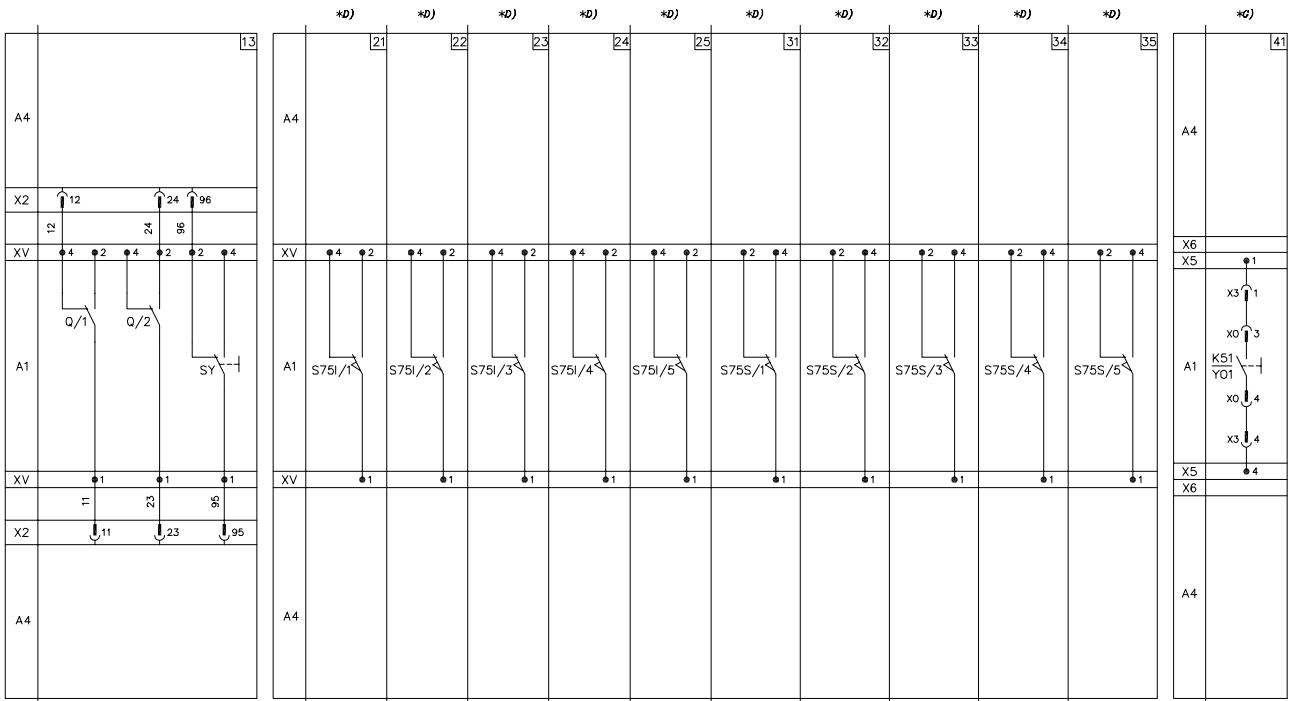 *D) *D) *D) *D) *D) *D) *D) *D) *D) *D) *G)
13 21 22 23 24 25 31 32 33 34 35 41
A4 A4 A4
X2 12 24 96
12 24 96
X6
XV 4 2 4 2 2 4 XV 4 2 4 2 4 2 4 2 4 2 2 4 2 4 2 4 2 4 2 4
X5 1
X3 1
Q/1 Q/2
X0 3
A1 SY A1 S75I/1 S75I/2 S75I/3 S75I/4 S75I/5 S75S/1 S75S/2 S75S/3 S75S/4 S75S/5 A1 K51
Y01
X0 4
X3 4
X5 4
XV 1 1 1 XV 1 1 1 1 1 1 1 1 1 1
X6
11 23 95
X2 11 23 95
A4 A4 A4